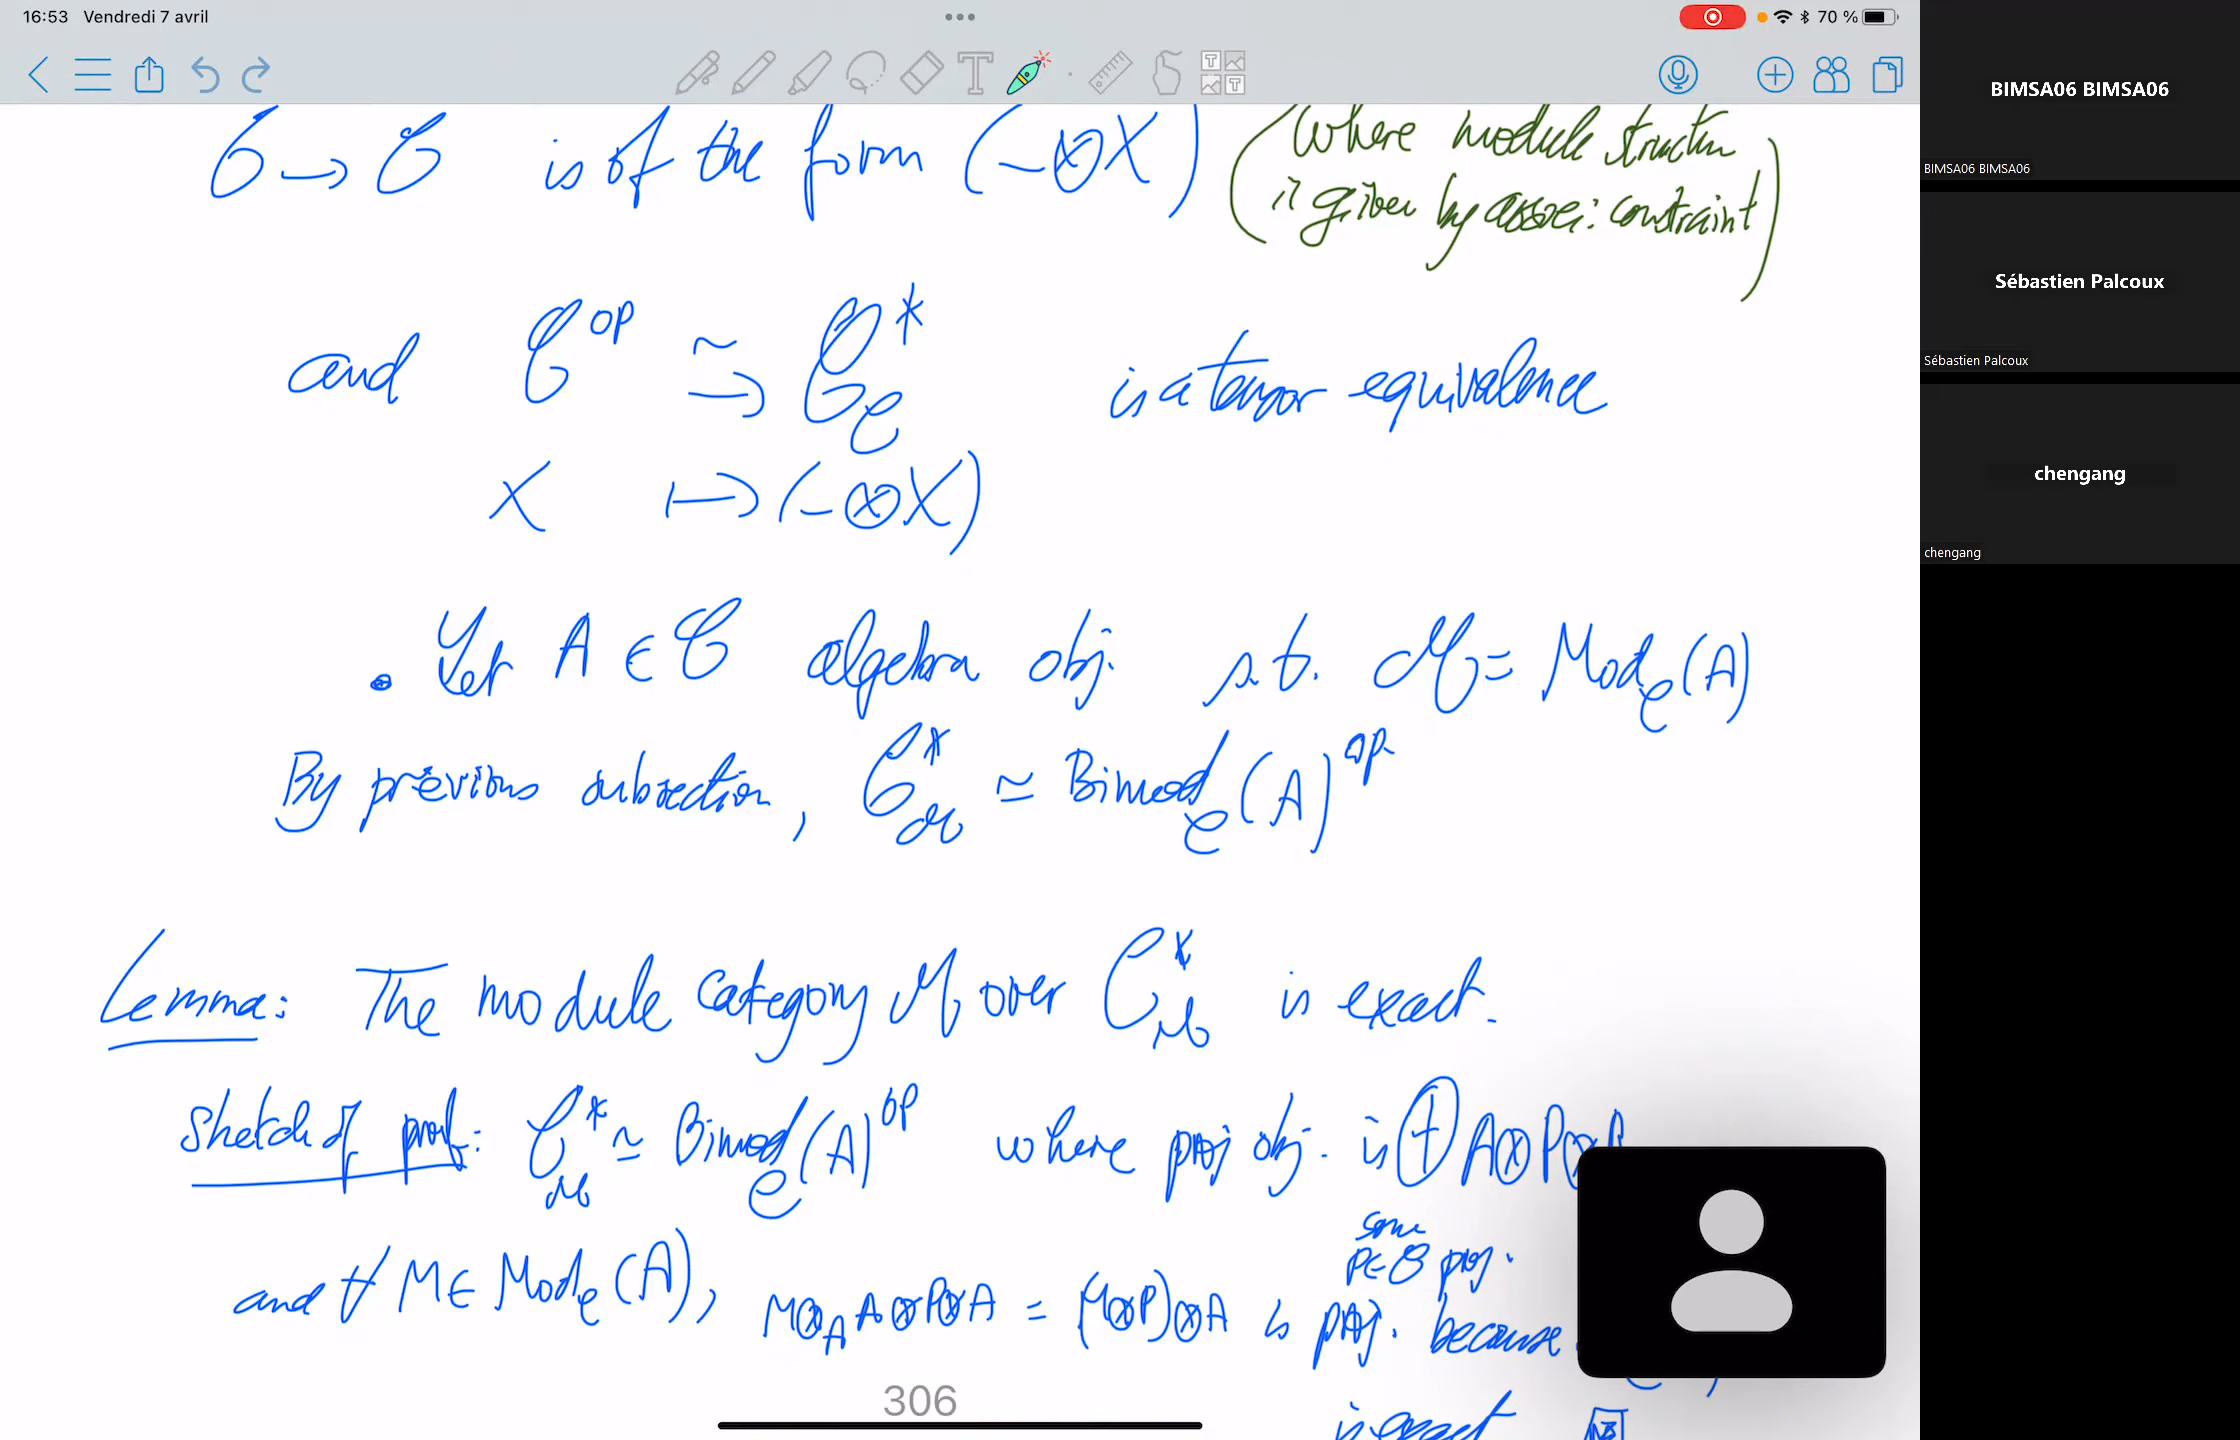 16:53 Vendredi 7 avril
70 %
𝒞 → 𝒞 is of the form (-⊗X) (where module structure
is given by assoc. constraint)
and 𝒞^op ≃→ 𝒞*_𝒞 is a tensor equivalence
X ↦ (-⊗X)
• Let A ∈ 𝒞 algebra obj. s.t. ℳ = Mod_𝒞(A)
By previous subsection, 𝒞*_ℳ ≃ Bimod_𝒞(A)^op
Lemma: The module category ℳ over 𝒞*_ℳ is exact.
Sketch of proof: 𝒞*_ℳ ≃ Bimod_𝒞(A)^op where proj obj. is ⊕ A⊗P⊗A
some
P∈𝒞 proj.
and ∀ M ∈ Mod_𝒞(A), M⊗_A A⊗P⊗A = (M⊗P)⊗A is proj. because
is exact
306
BIMSA06 BIMSA06
BIMSA06 BIMSA06
Sébastien Palcoux
Sébastien Palcoux
chengang
chengang